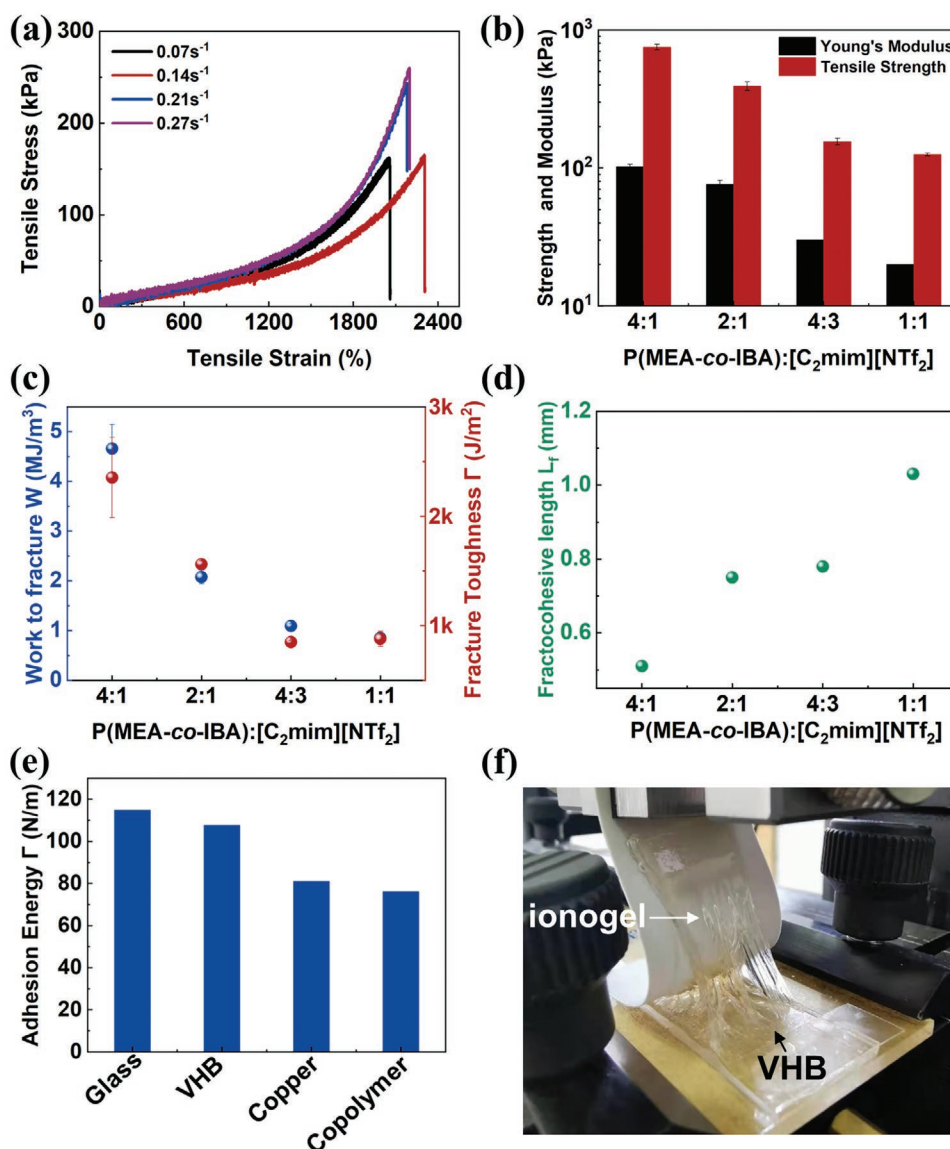 (a)
300
200
100
0
Tensile Stress (kPa)
0.07s⁻¹
0.14s⁻¹
0.21s⁻¹
0.27s⁻¹
0 600 1200 1800 2400
Tensile Strain (%)
(b)
10³
10²
10¹
Strength and Modulus (kPa)
Young's Modulus
Tensile Strength
4:1 2:1 4:3 1:1
P(MEA-co-IBA):[C₂mim][NTf₂]
(c)
5
4
3
2
1
0
Work to fracture W (MJ/m³)
3k
2k
1k
Fracture Toughness Γ (J/m²)
4:1 2:1 4:3 1:1
P(MEA-co-IBA):[C₂mim][NTf₂]
(d)
1.2
1.0
0.8
0.6
Fractocohesive length L_f (mm)
4:1 2:1 4:3 1:1
P(MEA-co-IBA):[C₂mim][NTf₂]
(e)
120
100
80
60
40
20
0
Adhesion Energy Γ (N/m)
Glass
VHB
Copper
Copolymer
(f)
ionogel
VHB